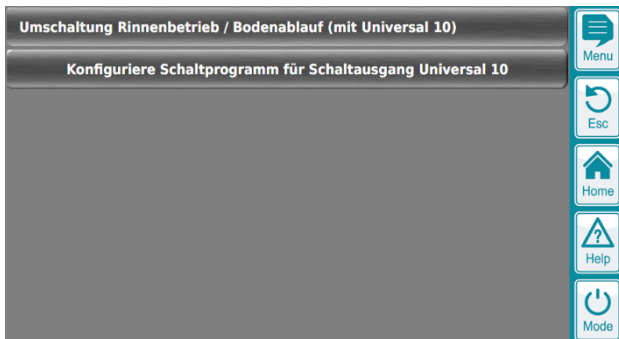 Umschaltung Rinnenbetrieb / Bodenablauf (mit Universal 10)
Konfiguriere Schaltprogramm für Schaltausgang Universal 10
Menu
Esc
Home
?
Help
Mode